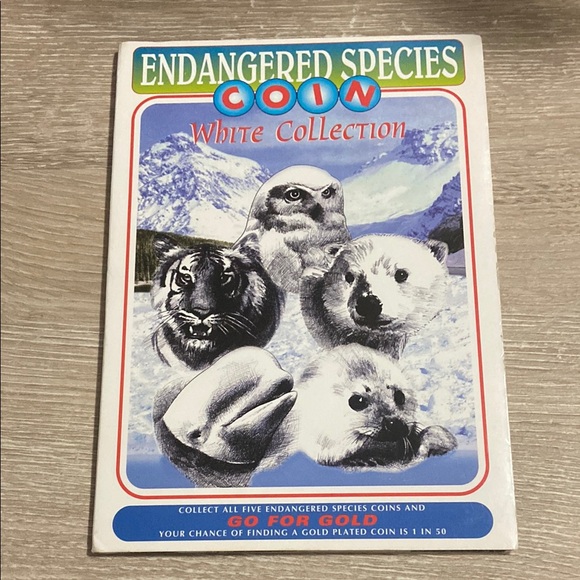 ENDANGERED SPECIES
COIN
White Collection
COLLECT ALL FIVE ENDANGERED SPECIES COINS AND
GO FOR GOLD
YOUR CHANCE OF FINDING A GOLD PLATED COIN IS 1 IN 50